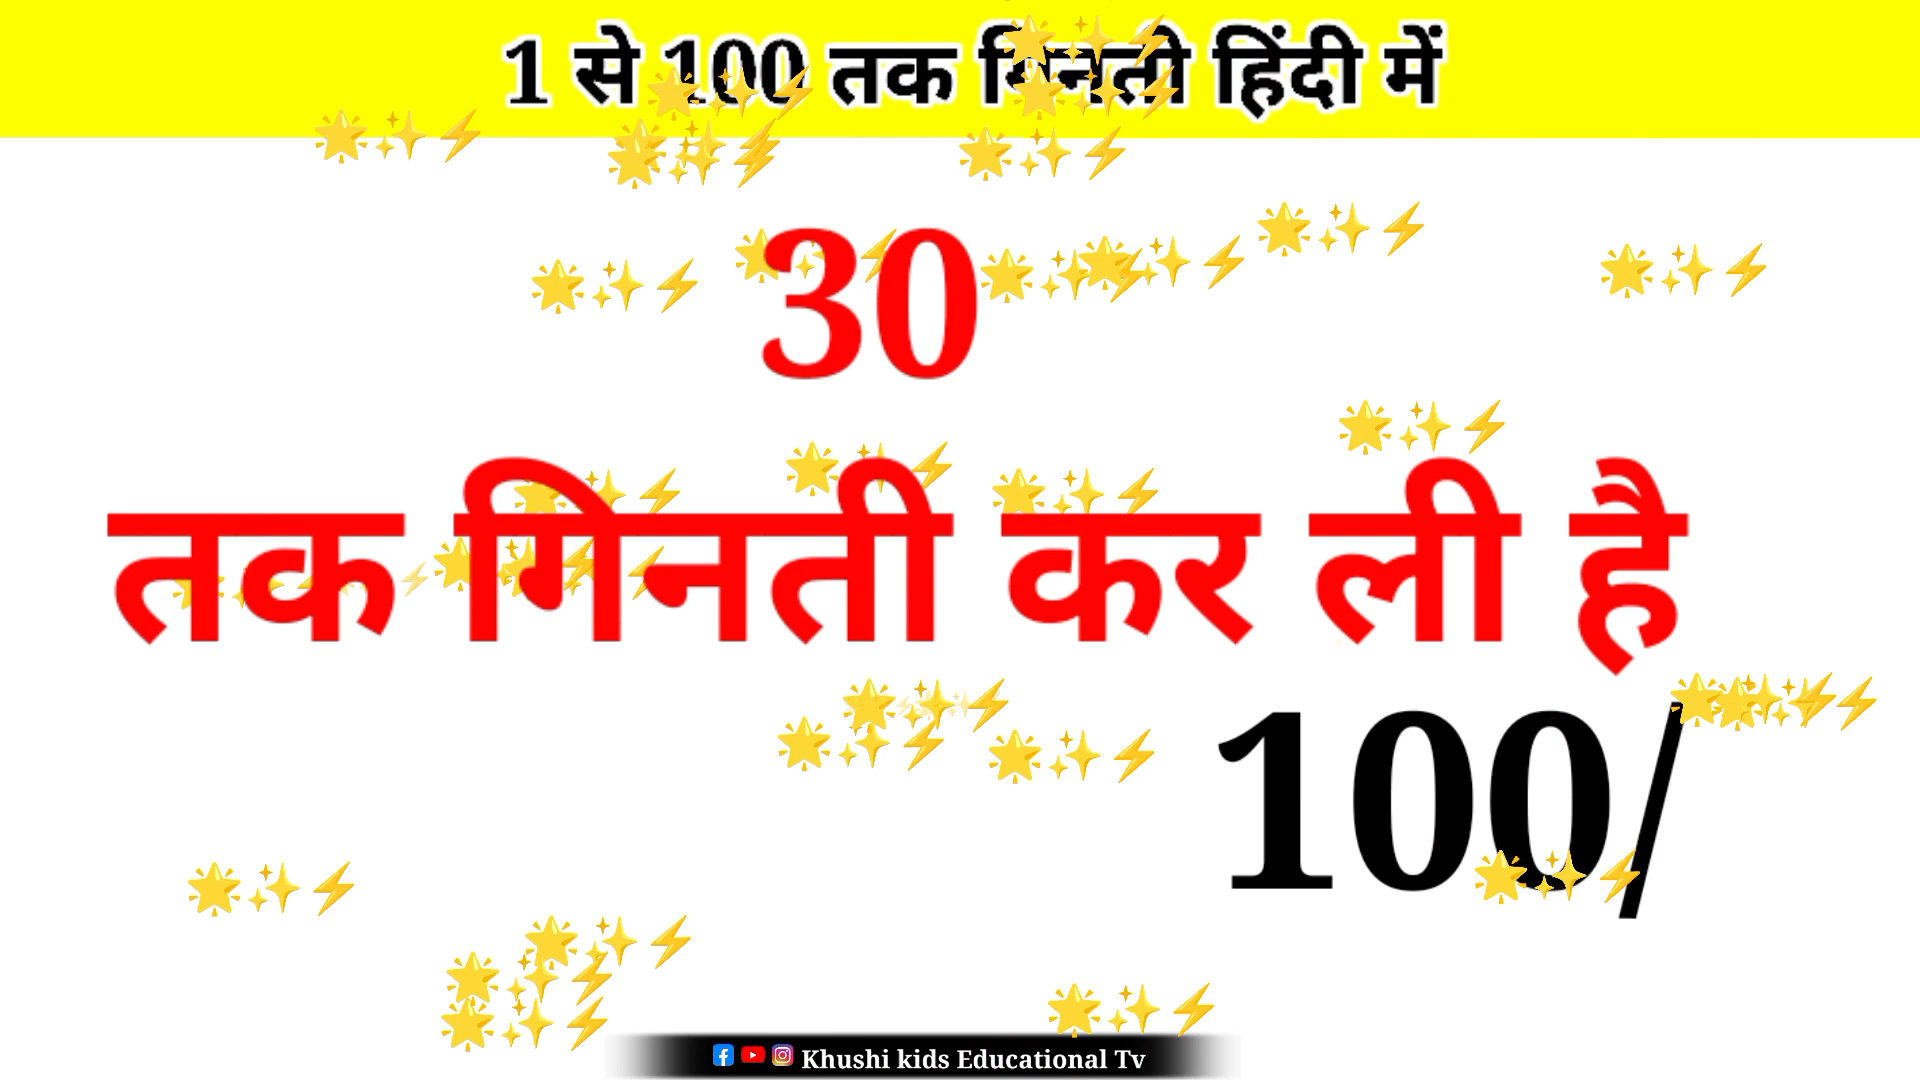 1 से 100 तक गिनती हिंदी में
30
तक गिनती कर ली है
100/
Khushi kids Educational Tv